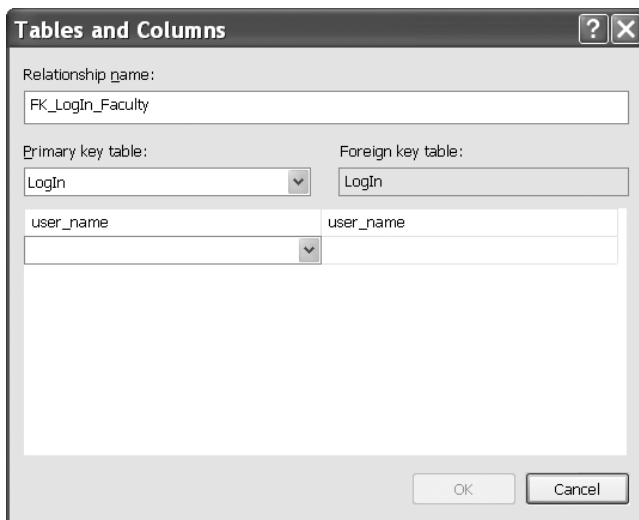 Tables and Columns
Relationship name:
FK_LogIn_Faculty
Primary key table:
Foreign key table:
LogIn
LogIn
user_name
user_name
OK
Cancel